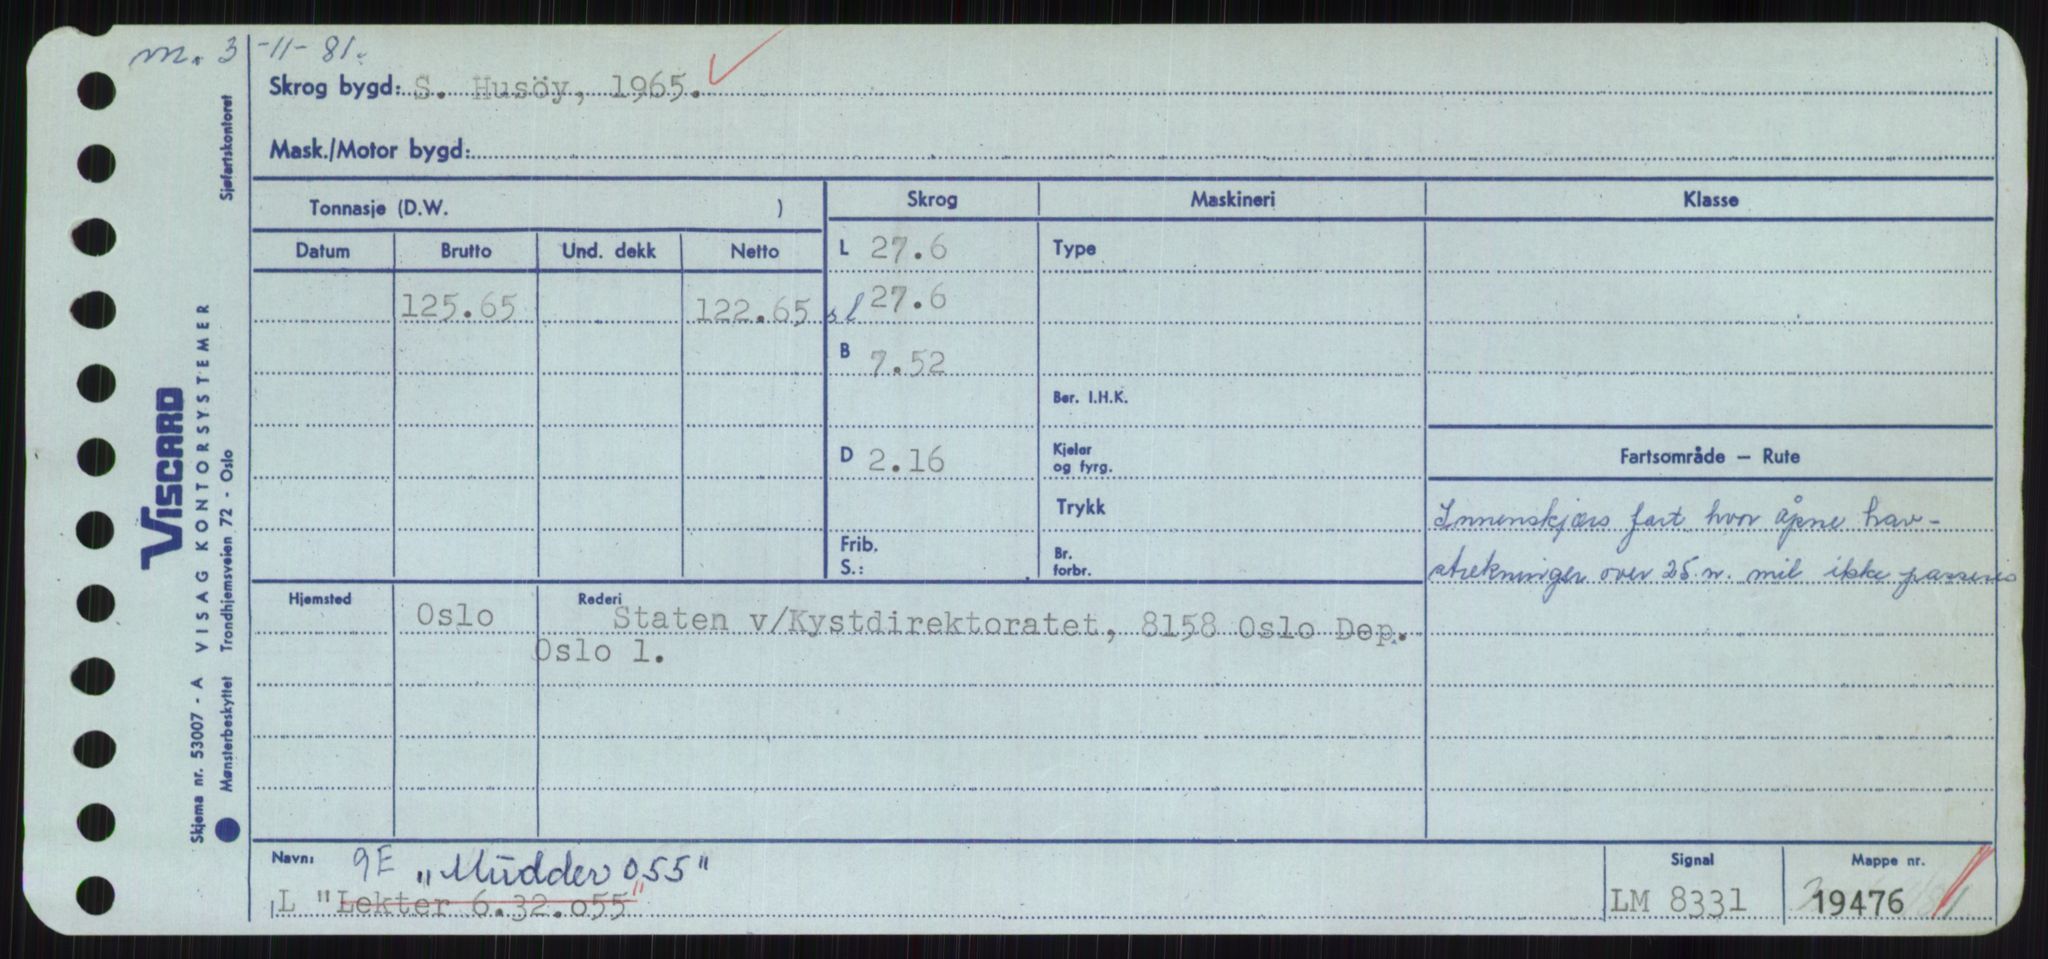 m. 3-11-81.
Skrog bygd: S. Husöy, 1965.
Mask./Motor bygd:
Tonnasje (D.W. )
Datum Brutto Und. dekk Netto
125.65 122.65
Skrog Maskineri Klasse
L 27.6 Type
sl 27.6
B 7.52
Ber. I.H.K.
D 2.16 Kjeler og fyrg.
Trykk
Frib. S.: Br. forbr.
Fartsområde – Rute
Innenskjærs fart hvor åpne hav-
strekninger over 25 n. mil ikke passeres
Hjemsted Oslo Rederi Staten v/Kystdirektoratet, 8158 Oslo Dep.
Oslo 1.
Navn: 9E „Mudder 055"
L "Lekter 6.32.055"
Signal Mappe nr.
LM 8331 19476
Sjøfartskontoret
VISCARD
VISAG KONTORSYSTEMER
Trondhjemsveien 72 - Oslo
Skjema nr. 53007 - A
Mønsterbeskyttet